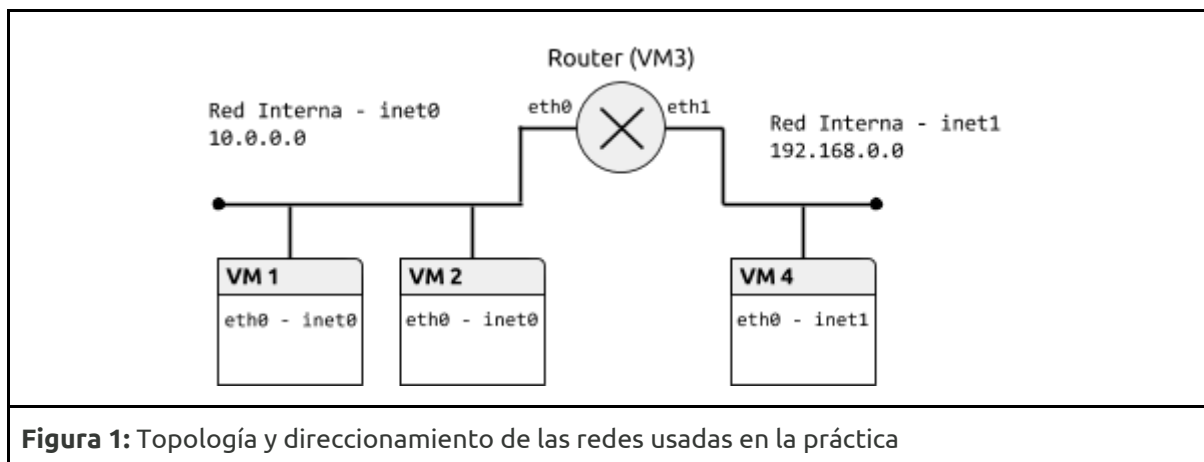 Router (VM3)
Red Interna - inet0
10.0.0.0
eth0
eth1
Red Interna - inet1
192.168.0.0
VM 1
eth0 - inet0
VM 2
eth0 - inet0
VM 4
eth0 - inet1
Figura 1: Topología y direccionamiento de las redes usadas en la práctica